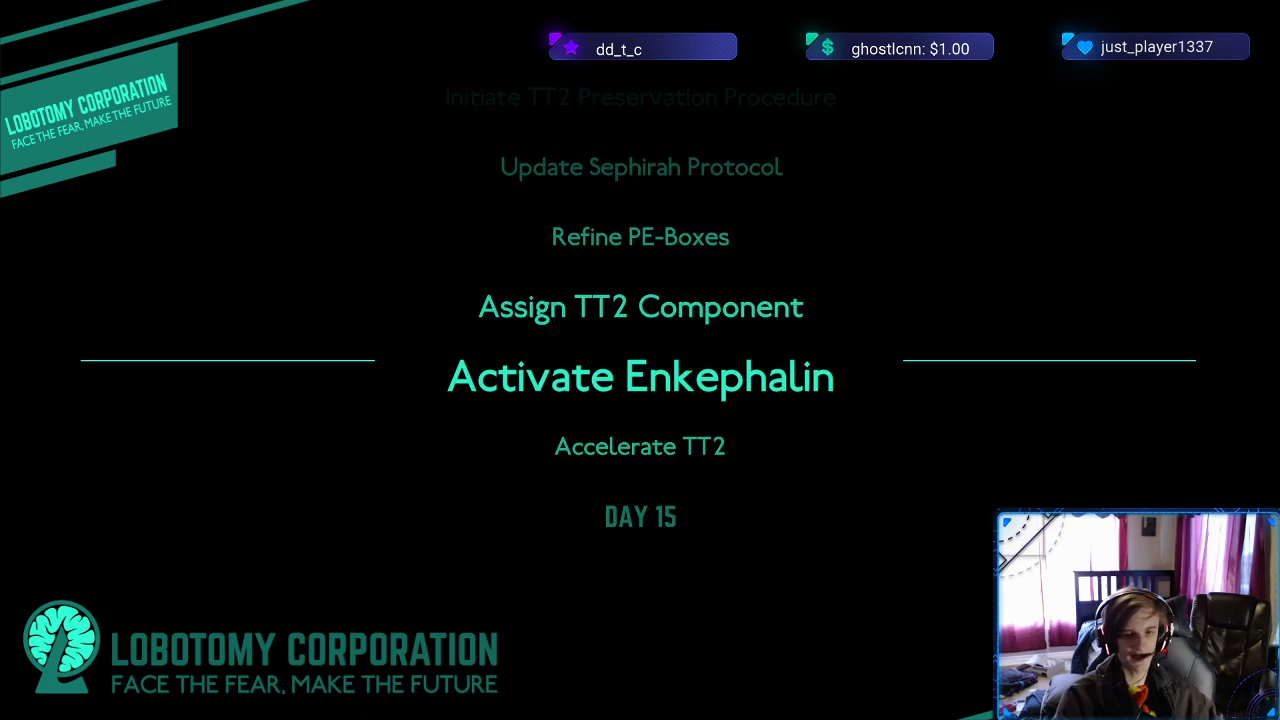 dd_t_c
ghostlcnn: $1.00
just_player1337
LOBOTOMY CORPORATION
FACE THE FEAR, MAKE THE FUTURE
Initiate TT2 Preservation Procedure
Update Sephirah Protocol
Refine PE-Boxes
Assign TT2 Component
Activate Enkephalin
Accelerate TT2
DAY 15
LOBOTOMY CORPORATION
FACE THE FEAR, MAKE THE FUTURE